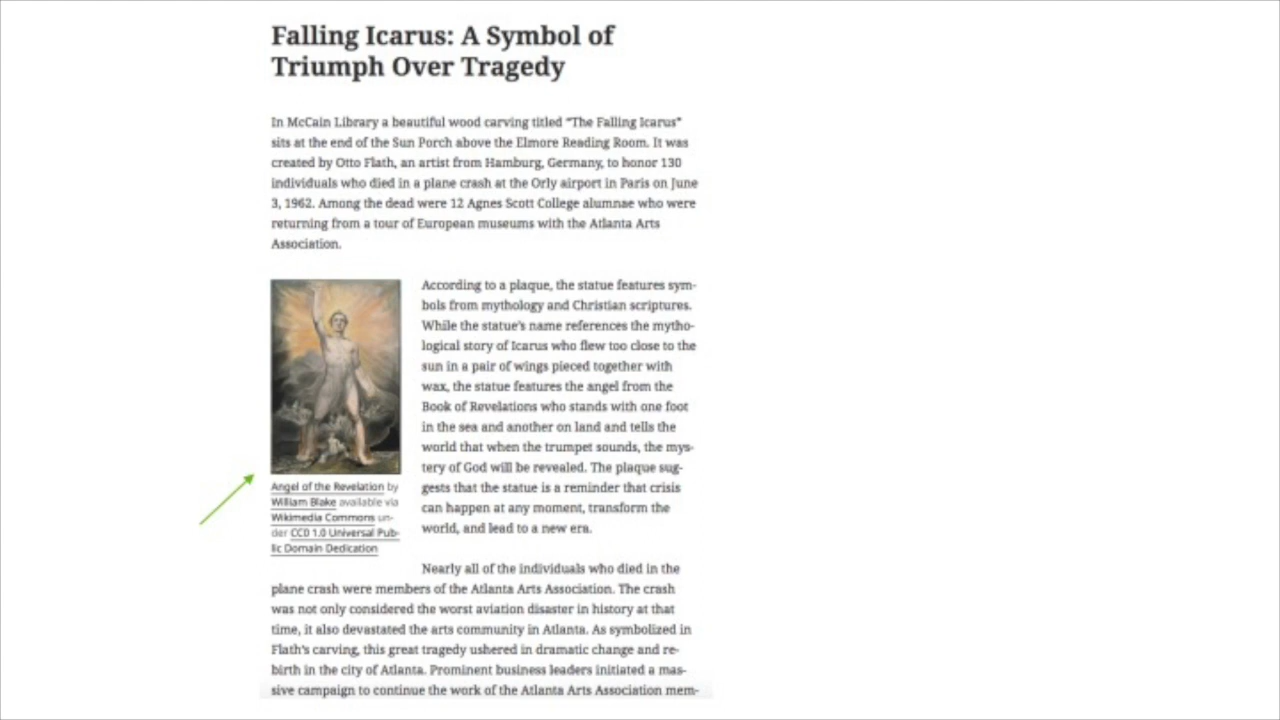 Falling Icarus: A Symbol of
Triumph Over Tragedy
In McCain Library a beautiful wood carving titled "The Falling Icarus"
sits at the end of the Sun Porch above the Elmore Reading Room. It was
created by Otto Flath, an artist from Hamburg, Germany, to honor 130
individuals who died in a plane crash at the Orly airport in Paris on June
3, 1962. Among the dead were 12 Agnes Scott College alumnae who were
returning from a tour of European museums with the Atlanta Arts
Association.
According to a plaque, the statue features sym-
bols from mythology and Christian scriptures.
While the statue's name references the mytho-
logical story of Icarus who flew too close to the
sun in a pair of wings pieced together with
wax, the statue features the angel from the
Book of Revelations who stands with one foot
in the sea and another on land and tells the
world that when the trumpet sounds, the mys-
tery of God will be revealed. The plaque sug-
gests that the statue is a reminder that crisis
can happen at any moment, transform the
world, and lead to a new era.
Angel of the Revelation by
William Blake available via
Wikimedia Commons un-
der CC0 1.0 Universal Pub-
lic Domain Dedication
Nearly all of the individuals who died in the
plane crash were members of the Atlanta Arts Association. The crash
was not only considered the worst aviation disaster in history at that
time, it also devastated the arts community in Atlanta. As symbolized in
Flath's carving, this great tragedy ushered in dramatic change and re-
birth in the city of Atlanta. Prominent business leaders initiated a mas-
sive campaign to continue the work of the Atlanta Arts Association mem-